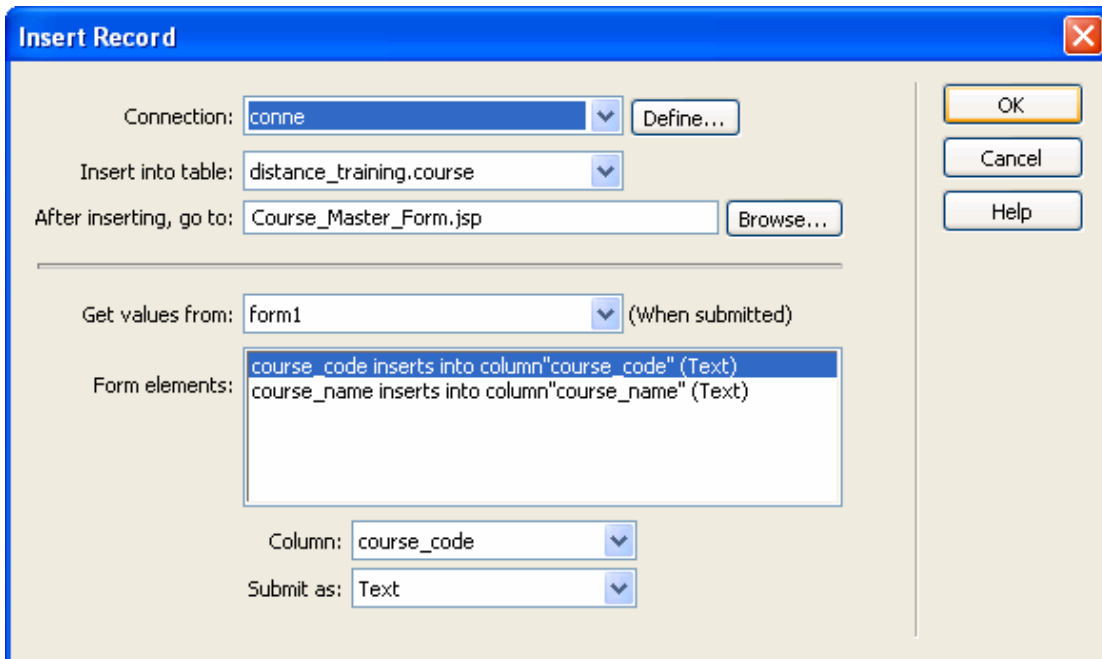 Insert Record
Connection: conne Define... OK
Insert into table: distance_training.course Cancel
After inserting, go to: Course_Master_Form.jsp Browse... Help
Get values from: form1 (When submitted)
Form elements: course_code inserts into column"course_code" (Text)
course_name inserts into column"course_name" (Text)
Column: course_code
Submit as: Text